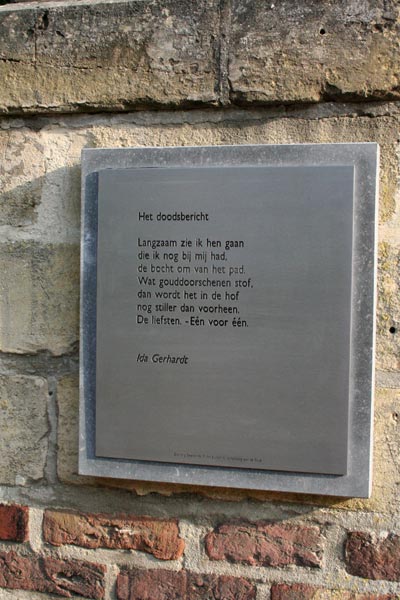 Het doodsbericht
Langzaam zie ik hen gaan
die ik nog bij mij had,
de bocht om van het pad.
Wat gouddoorschenen stof,
dan wordt het in de hof
nog stiller dan voorheen.
De liefsten. -Eén voor één.
Ida Gerhardt